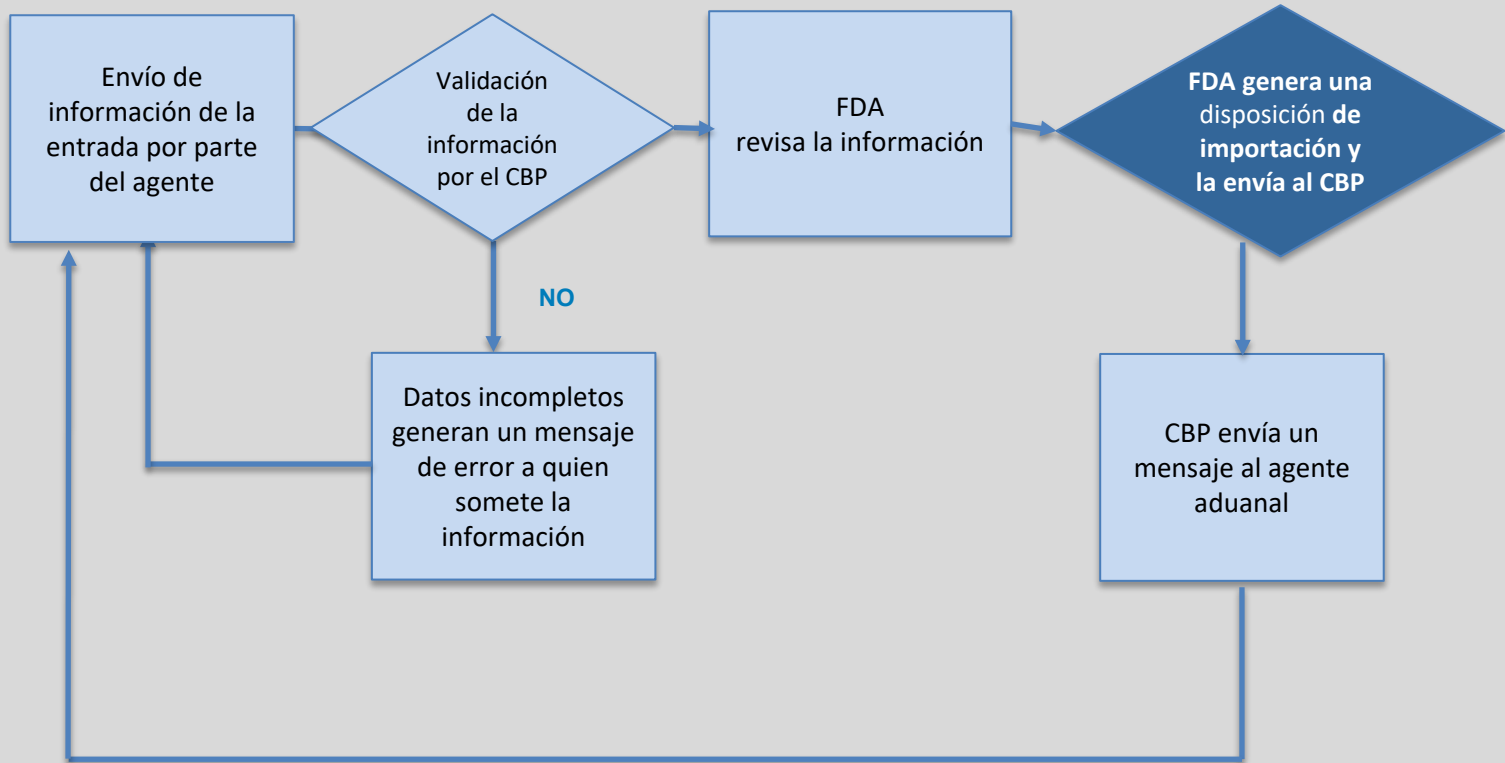 Envío de
información de la
entrada por parte
del agente
Validación
de la
información
por el CBP
FDA
revisa la información
FDA genera una
disposición de
importación y
la envía al CBP
NO
Datos incompletos
generan un mensaje
de error a quien
somete la
información
CBP envía un
mensaje al agente
aduanal